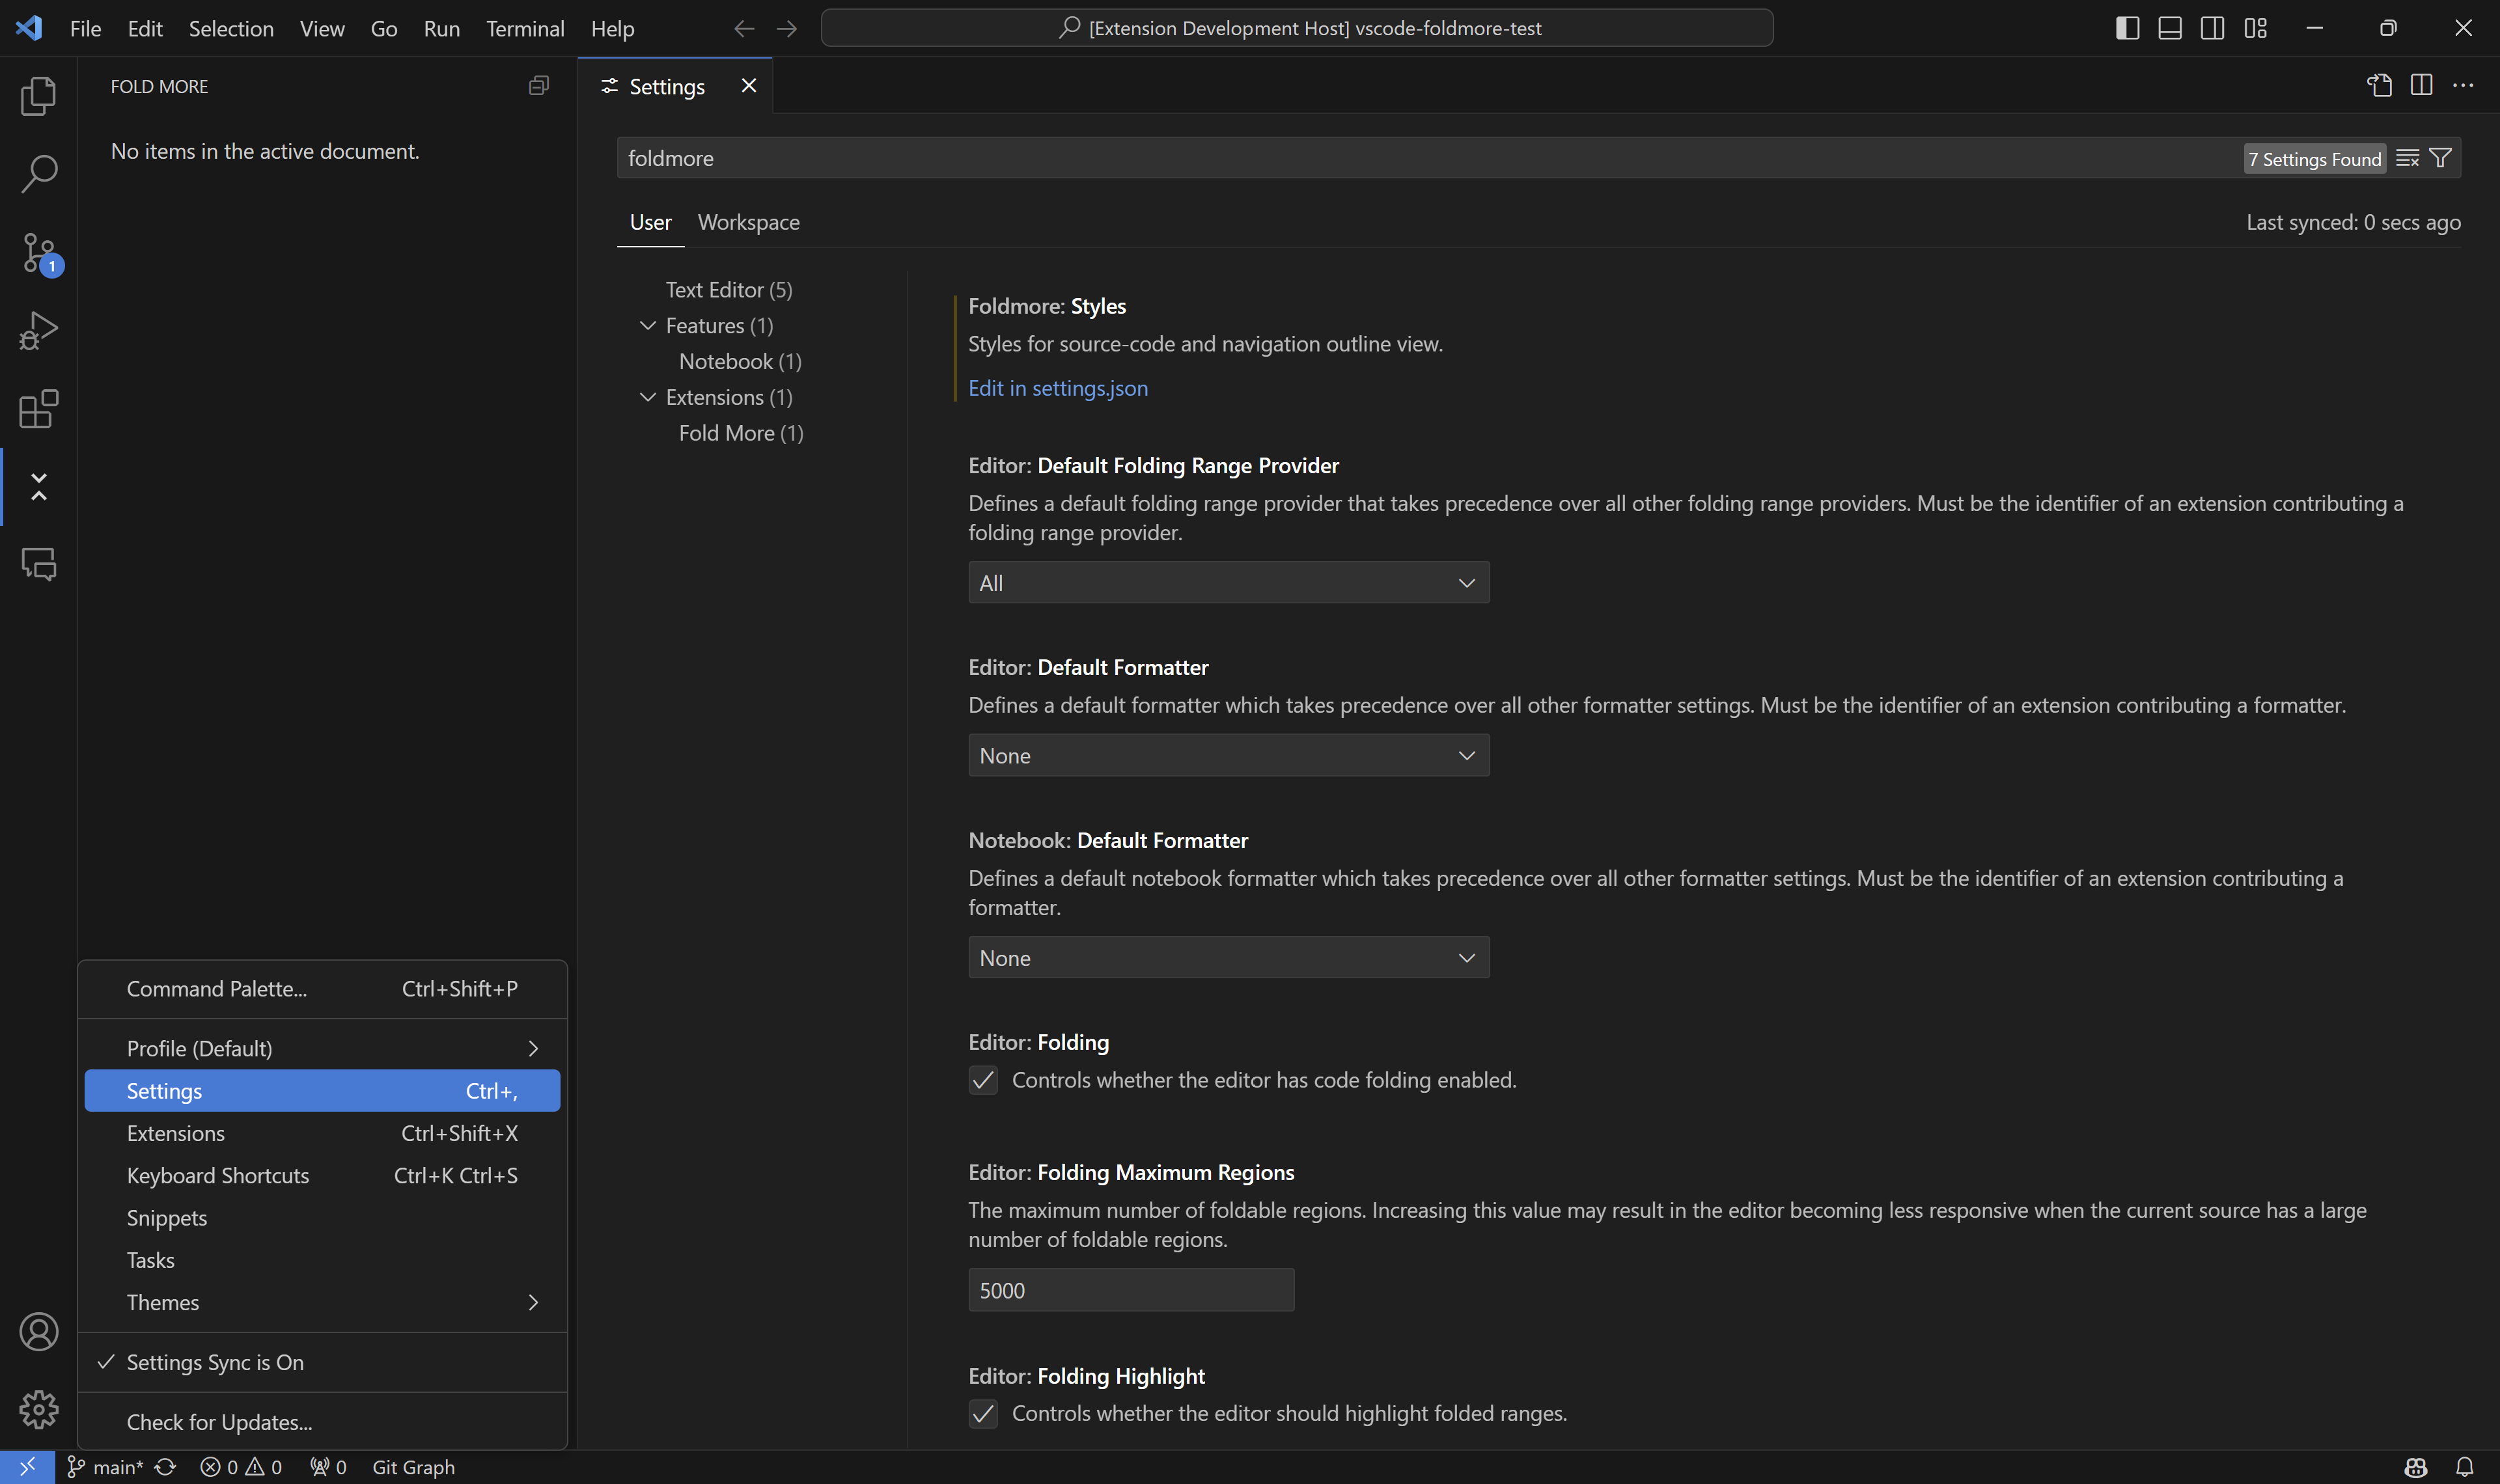 File Edit Selection View Go Run Terminal Help
[Extension Development Host] vscode-foldmore-test
FOLD MORE
No items in the active document.
1
Settings
foldmore
7 Settings Found
User Workspace
Last synced: 0 secs ago
Text Editor (5)
Features (1)
Notebook (1)
Extensions (1)
Fold More (1)
Foldmore: Styles
Styles for source-code and navigation outline view.
Edit in settings.json
Editor: Default Folding Range Provider
Defines a default folding range provider that takes precedence over all other folding range providers. Must be the identifier of an extension contributing a
folding range provider.
All
Editor: Default Formatter
Defines a default formatter which takes precedence over all other formatter settings. Must be the identifier of an extension contributing a formatter.
None
Notebook: Default Formatter
Defines a default notebook formatter which takes precedence over all other formatter settings. Must be the identifier of an extension contributing a
formatter.
None
Editor: Folding
Controls whether the editor has code folding enabled.
Editor: Folding Maximum Regions
The maximum number of foldable regions. Increasing this value may result in the editor becoming less responsive when the current source has a large
number of foldable regions.
5000
Editor: Folding Highlight
Controls whether the editor should highlight folded ranges.
Command Palette... Ctrl+Shift+P
Profile (Default)
Settings Ctrl+,
Extensions Ctrl+Shift+X
Keyboard Shortcuts Ctrl+K Ctrl+S
Snippets
Tasks
Themes
Settings Sync is On
Check for Updates...
main* 0 0 0 Git Graph